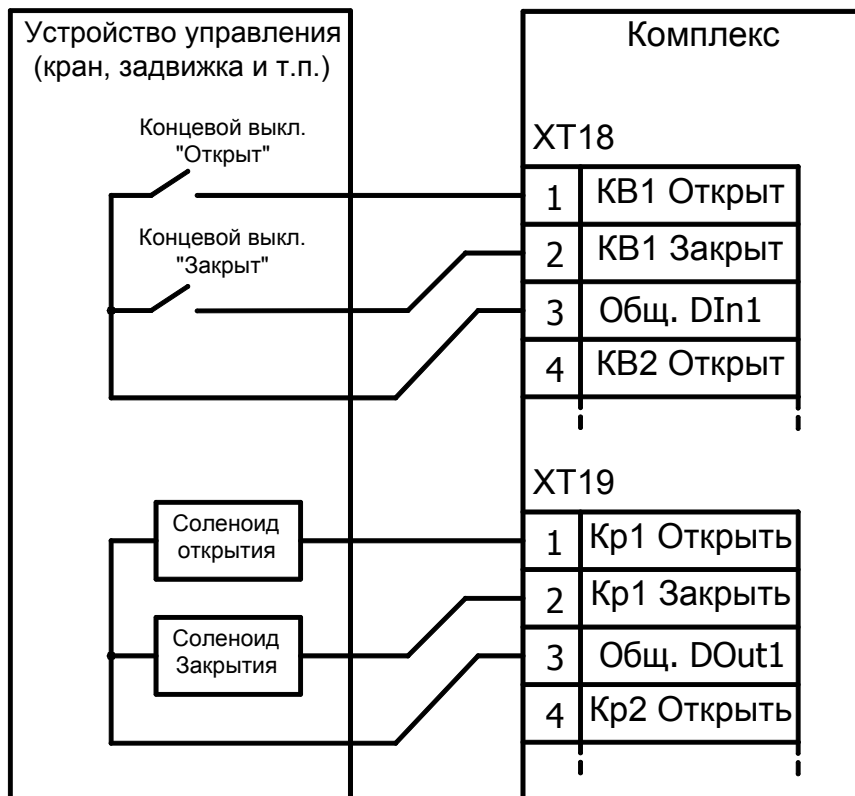 Устройство управления
(кран, задвижка и т.п.)
Концевой выкл.
"Открыт"
Концевой выкл.
"Закрыт"
Соленоид
открытия
Соленоид
Закрытия
Комплекс
XT18
1 КВ1 Открыт
2 КВ1 Закрыт
3 Общ. DIn1
4 КВ2 Открыт
XT19
1 Кр1 Открыть
2 Кр1 Закрыть
3 Общ. DOut1
4 Кр2 Открыть